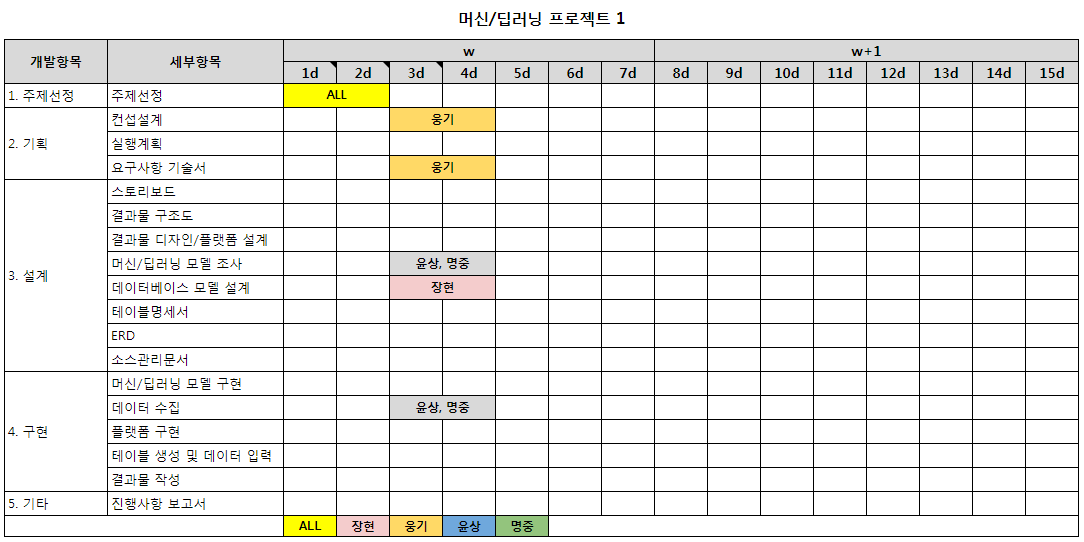 머신/딥러닝 프로젝트 1
개발항목 세부항목 w w+1
1d 2d 3d 4d 5d 6d 7d 8d 9d 10d 11d 12d 13d 14d 15d
1. 주제선정 주제선정 ALL
2. 기획 컨섭설계 웅기
실행계획
요구사항 기술서 웅기
3. 설계 스토리보드
결과물 구조도
결과물 디자인/플랫폼 설계
머신/딥러닝 모델 조사 윤상, 명중
데이터베이스 모델 설계 장현
테이블명세서
ERD
소스관리문서
4. 구현 머신/딥러닝 모델 구현
데이터 수집 윤상, 명중
플랫폼 구현
테이블 생성 및 데이터 입력
결과물 작성
5. 기타 진행사항 보고서
ALL 장현 웅기 윤상 명중